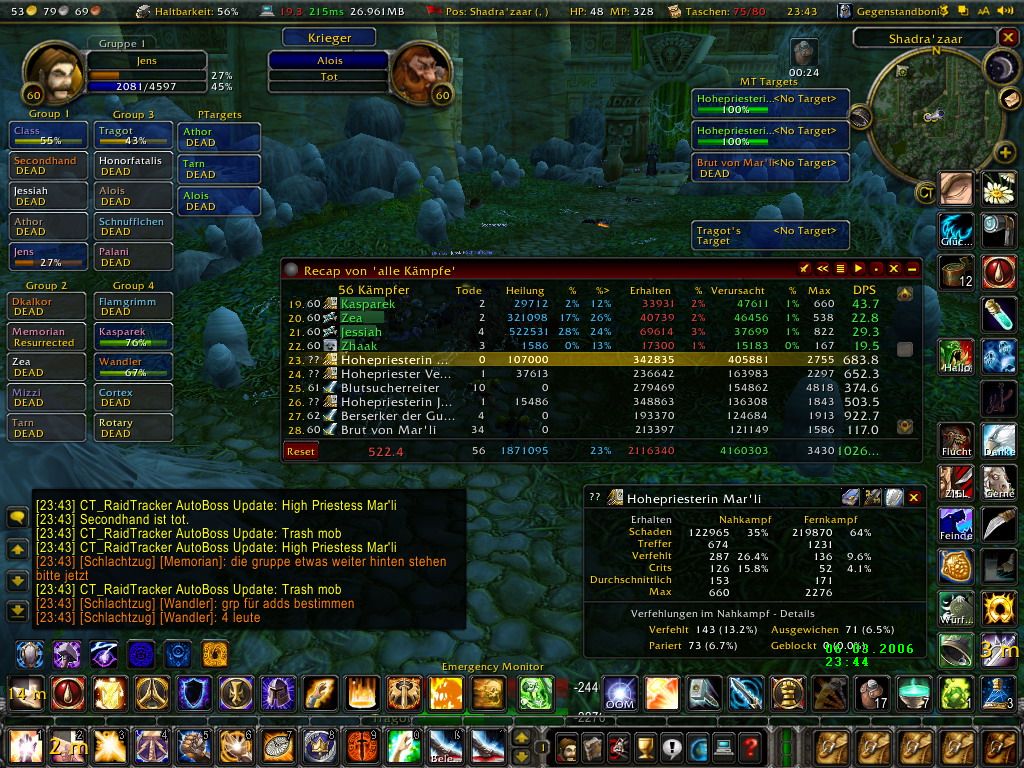 53 79 69 Haltbarkeit: 56% 19.3 215ms 26.961MB Pos: Shadra'zaar (, ) HP: 48 MP: 328 Taschen: 75/80 23:43 Gegenstandboni
Gruppe 1
Jens
27%
2081/4597 45%
60
Krieger
Alois
Tot
60
00:24
Shadra'zaar
N
MT Targets
Hohepriesteri... <No Target>
100%
Hohepriesteri... <No Target>
100%
Brut von Mar'li <No Target>
DEAD
Tragot's Target <No Target>
Group 1
Class
55%
Secondhand
DEAD
Jessiah
DEAD
Athor
DEAD
Jens
27%
Group 3
Tragot
43%
Honorfatalis
DEAD
Alois
DEAD
Schnufflchen
DEAD
Palani
DEAD
PTargets
Athor
DEAD
Tarn
DEAD
Alois
DEAD
Group 2
Dkalkor
DEAD
Memorian
Resurrected
Zea
DEAD
Mizzi
DEAD
Tarn
DEAD
Group 4
Flamgrimm
DEAD
Kasparek
76%
Wandler
67%
Cortex
DEAD
Rotary
DEAD
Recap von 'alle Kämpfe'
56 Kämpfer Tode Heilung % %> Erhalten % Verursacht % Max DPS
19. 60 Kasparek 2 29712 2% 12% 33931 2% 47611 1% 660 43.7
20. 60 Zea 2 321098 17% 26% 40739 2% 46456 1% 538 22.8
21. 60 Jessiah 4 522531 28% 24% 69614 3% 37699 1% 822 29.3
22. 60 Zhaak 3 1586 0% 13% 17300 1% 15183 0% 167 19.5
23. ?? Hohepriesterin ... 0 107000 342835 405881 2755 683.8
24. ?? Hohepriester Ve... 1 37613 236642 163983 2297 652.3
25. 61 Blutsucherreiter 10 0 279469 154862 4818 374.6
26. ?? Hohepriesterin J... 1 15486 348863 136308 1843 503.5
27. 62 Berserker der Gu... 4 0 193370 124684 1913 922.7
28. 60 Brut von Mar'li 34 0 213397 121149 1586 117.0
Reset 522.4 56 1871095 23% 2116340 4160303 3430 1026...
[23:43] CT_RaidTracker AutoBoss Update: High Priestess Mar'li
[23:43] Secondhand ist tot.
[23:43] CT_RaidTracker AutoBoss Update: Trash mob
[23:43] CT_RaidTracker AutoBoss Update: High Priestess Mar'li
[23:43] [Schlachtzug] [Memorian]: die gruppe etwas weiter hinten stehen
bitte jetzt
[23:43] CT_RaidTracker AutoBoss Update: Trash mob
[23:43] [Schlachtzug] [Wandler]: grp für adds bestimmen
[23:43] [Schlachtzug] [Wandler]: 4 leute
?? Hohepriesterin Mar'li
Erhalten Nahkampf Fernkampf
Schaden 122965 35% 219870 64%
Treffer 674 1231
Verfehlt 287 26.4% 136 9.6%
Crits 126 15.8% 52 4.1%
Durchschnittlich 153 171
Max 660 2276
Verfehlungen im Nahkampf - Details
Verfehlt 143 (13.2%) Ausgewichen 71 (6.5%)
Pariert 73 (6.7%) Geblockt 0 (0.0%)
23:44
CT
12
Hallo
Flucht
Danke
ZIEL
Gerne
Feinde
3 m
Emergency Monitor
14 m
-244
OOM
17
7
3
2 m
Tragot
Bele...